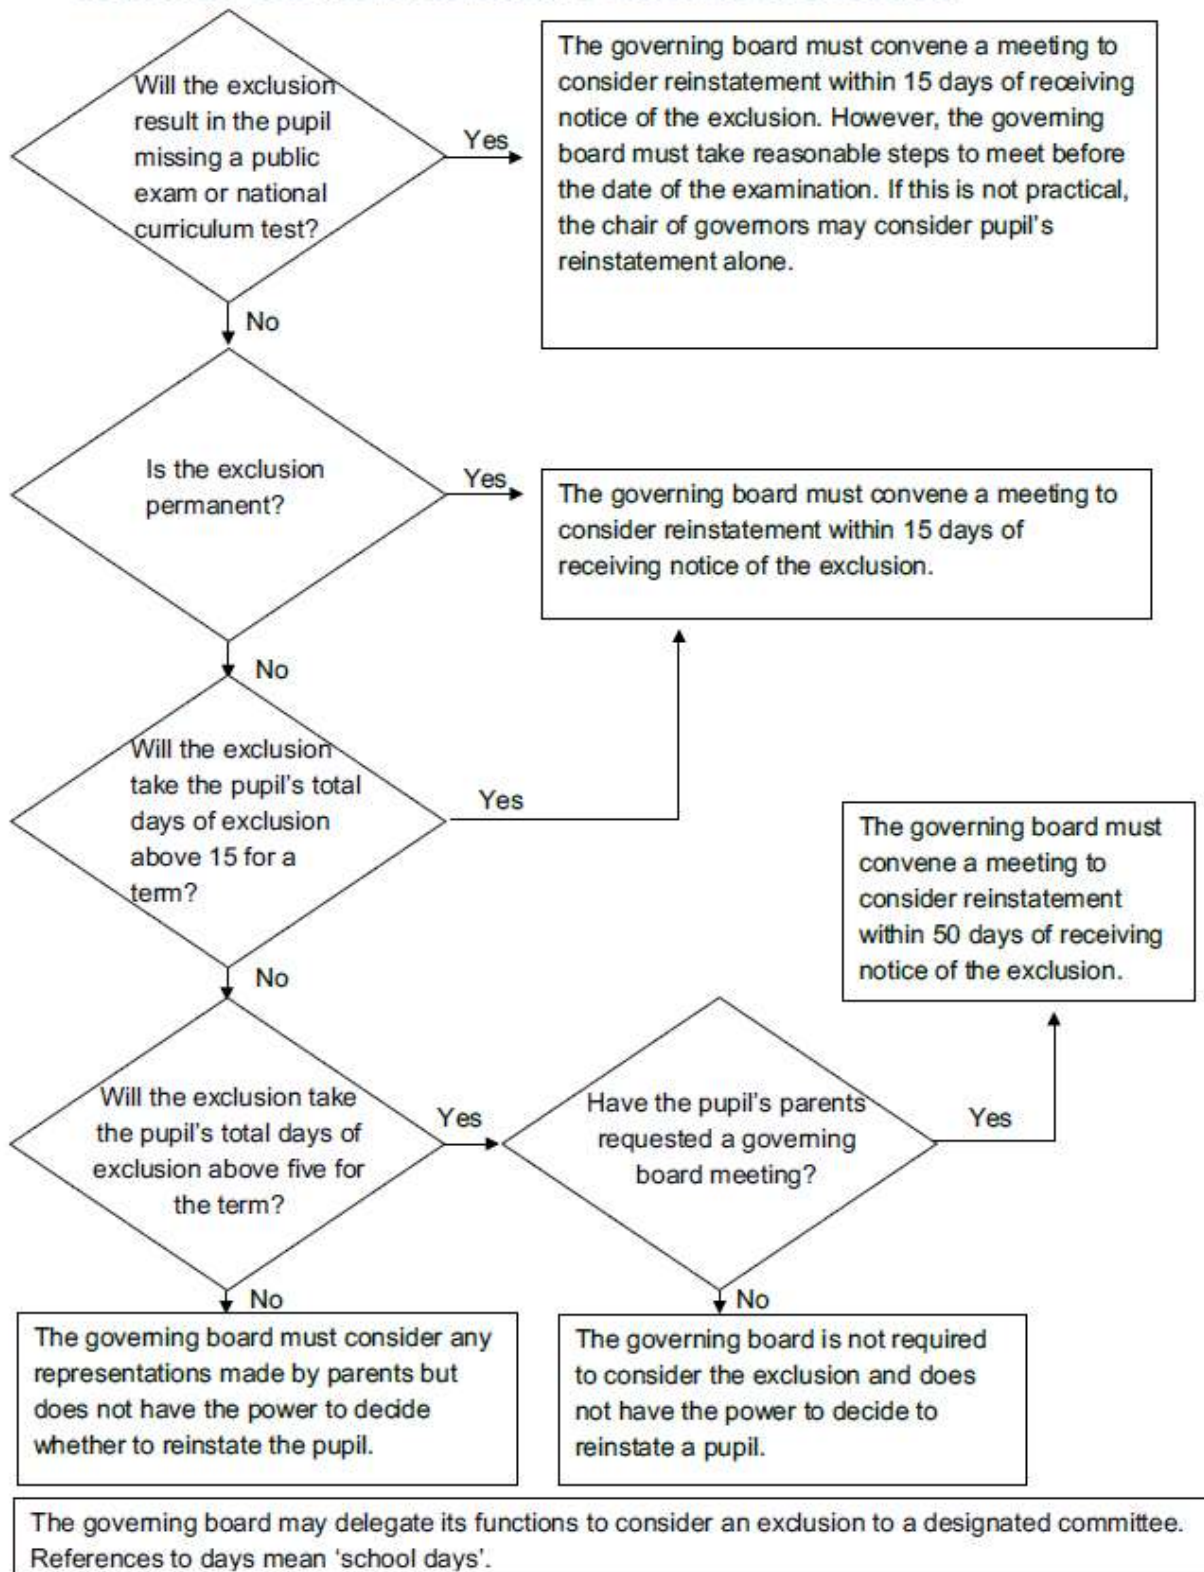 Will the exclusion
result in the pupil
missing a public
exam or national
curriculum test?
Yes
The governing board must convene a meeting to
consider reinstatement within 15 days of receiving
notice of the exclusion. However, the governing
board must take reasonable steps to meet before
the date of the examination. If this is not practical,
the chair of governors may consider pupil's
reinstatement alone.
No
Is the exclusion
permanent?
Yes
The governing board must convene a meeting to
consider reinstatement within 15 days of
receiving notice of the exclusion.
No
Will the exclusion
take the pupil's total
days of exclusion
above 15 for a
term?
Yes
The governing board must
convene a meeting to
consider reinstatement
within 50 days of receiving
notice of the exclusion.
No
Will the exclusion take
the pupil's total days of
exclusion above five for
the term?
Yes
Have the pupil's parents
requested a governing
board meeting?
Yes
No
The governing board must consider any
representations made by parents but
does not have the power to decide
whether to reinstate the pupil.
No
The governing board is not required
to consider the exclusion and does
not have the power to decide to
reinstate a pupil.
The governing board may delegate its functions to consider an exclusion to a designated committee.
References to days mean 'school days'.